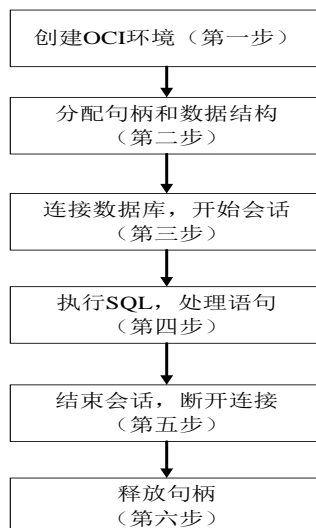 创建OCI环境（第一步）
分配句柄和数据结构
（第二步）
连接数据库，开始会话
（第三步）
执行SQL，处理语句
（第四步）
结束会话，断开连接
（第五步）
释放句柄
（第六步）